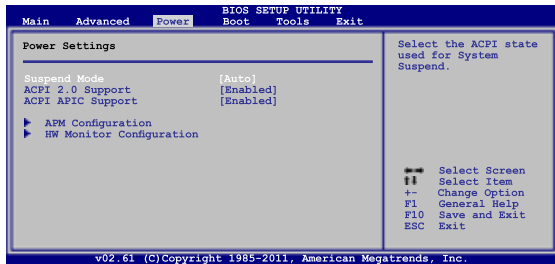 BIOS SETUP UTILITY
Main Advanced Power Boot Tools Exit
Power Settings
Suspend Mode [Auto]
ACPI 2.0 Support [Enabled]
ACPI APIC Support [Enabled]
APM Configuration
HW Monitor Configuration
Select the ACPI state
used for System
Suspend.
Select Screen
Select Item
+- Change Option
F1 General Help
F10 Save and Exit
ESC Exit
v02.61 (C)Copyright 1985-2011, American Megatrends, Inc.